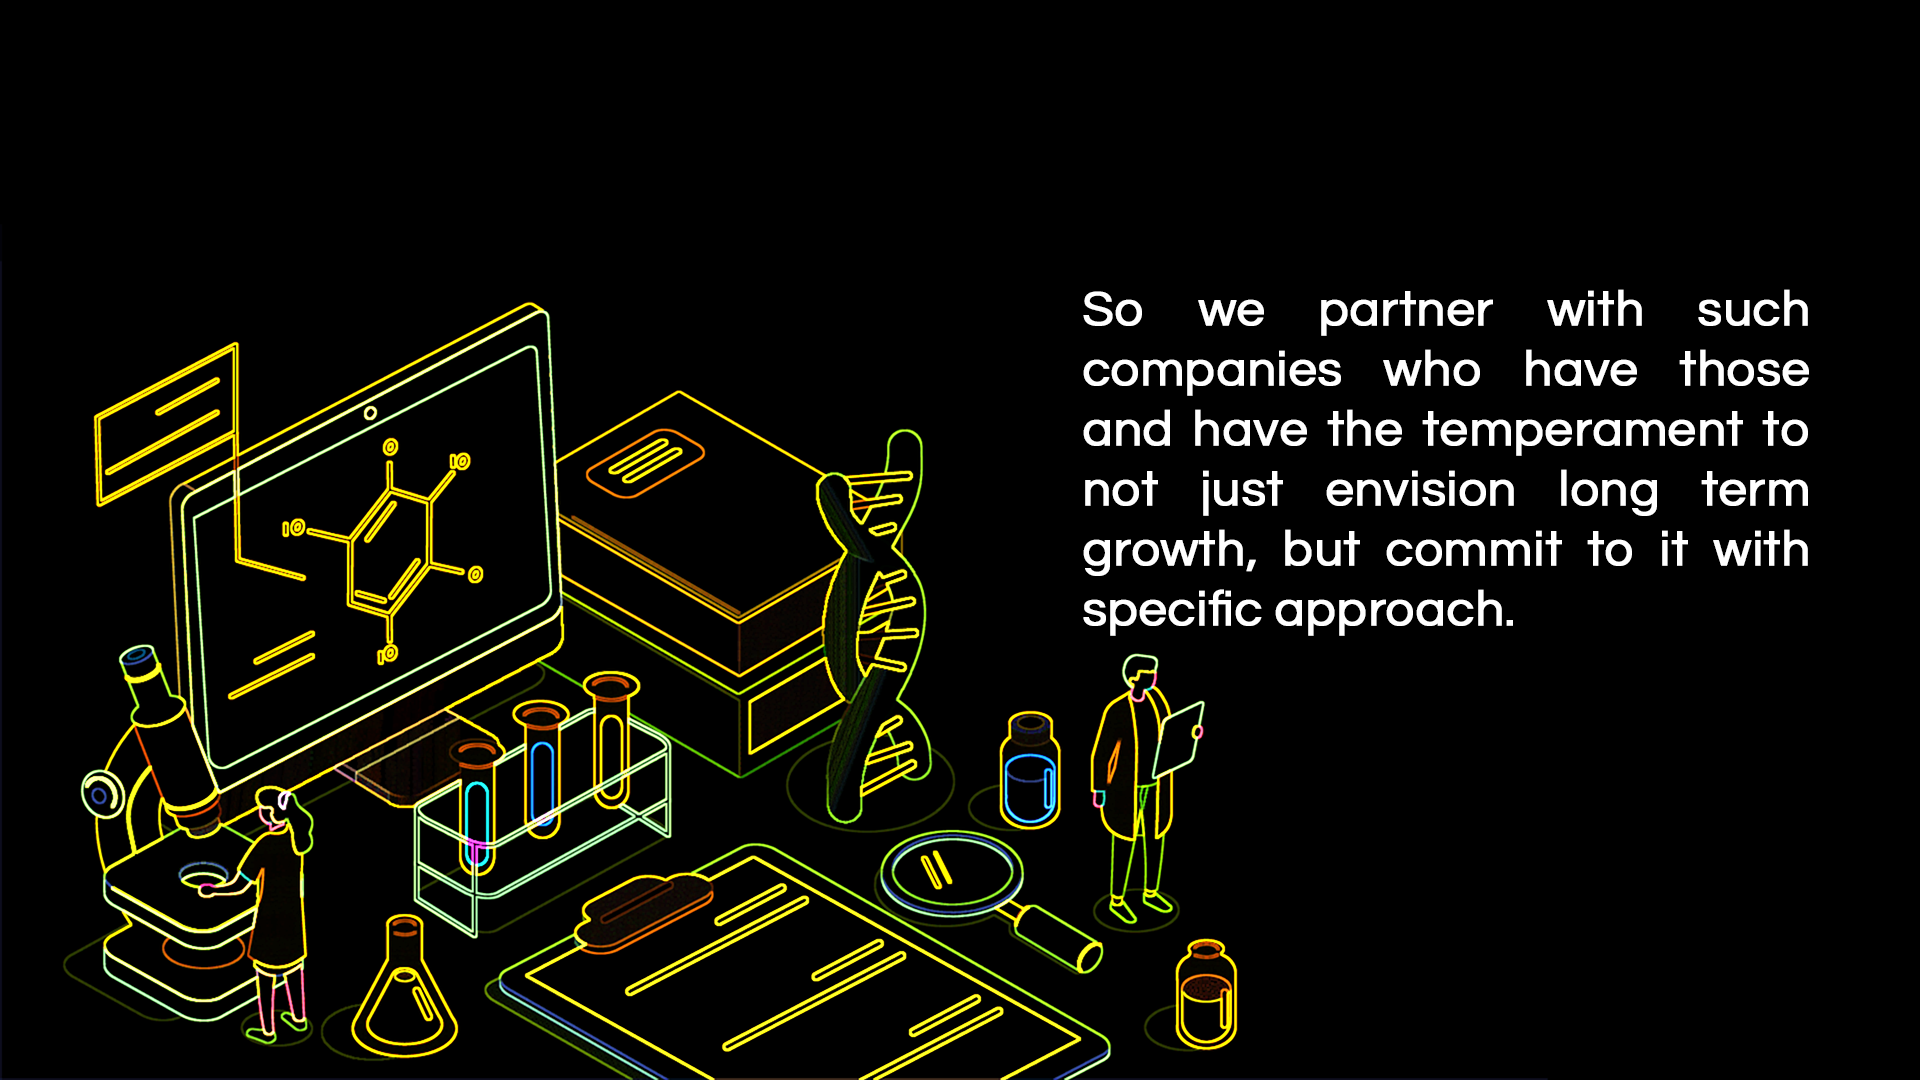 So we partner with such
companies who have those
and have the temperament to
not just envision long term
growth, but commit to it with
specific approach.